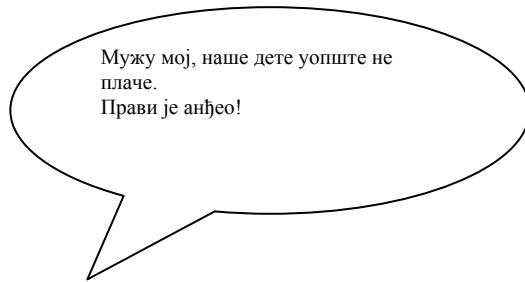 Мужу мој, наше дете уопште не
плаче.
Прави је анђео!